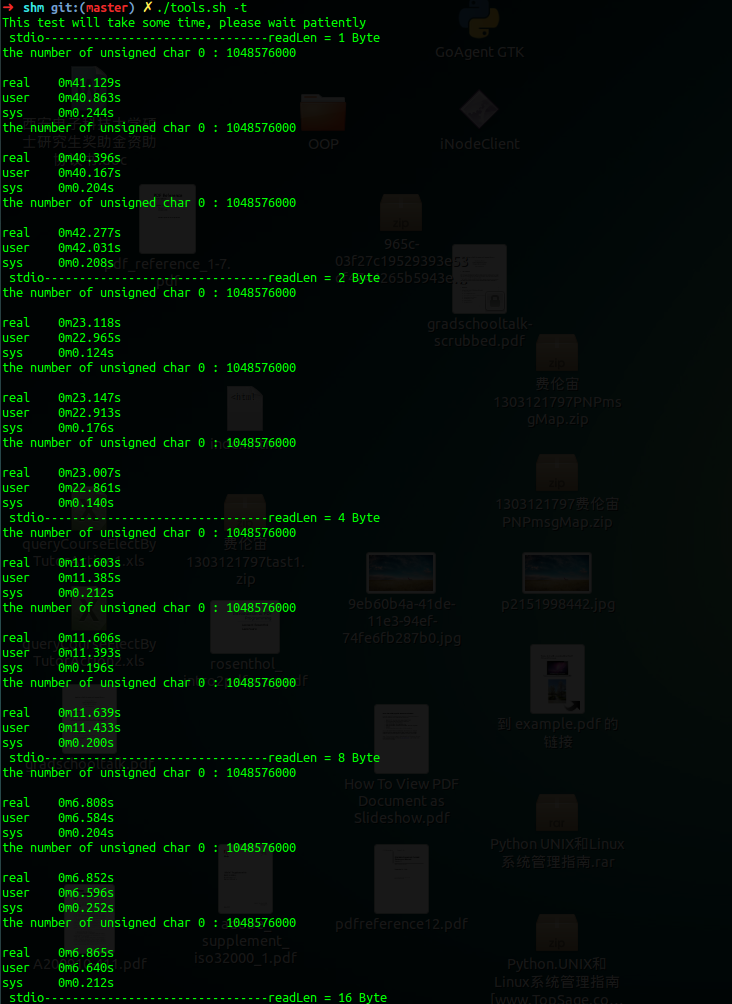 ➜ shm git:(master) ✗ ./tools.sh -t
This test will take some time, please wait patiently
stdio--------------------------------readLen = 1 Byte
the number of unsigned char 0 : 1048576000
real 0m41.129s
user 0m40.863s
sys 0m0.244s
the number of unsigned char 0 : 1048576000
real 0m40.396s
user 0m40.167s
sys 0m0.204s
the number of unsigned char 0 : 1048576000
real 0m42.277s
user 0m42.031s
sys 0m0.208s
stdio--------------------------------readLen = 2 Byte
the number of unsigned char 0 : 1048576000
real 0m23.118s
user 0m22.965s
sys 0m0.124s
the number of unsigned char 0 : 1048576000
real 0m23.147s
user 0m22.913s
sys 0m0.176s
the number of unsigned char 0 : 1048576000
real 0m23.007s
user 0m22.861s
sys 0m0.140s
stdio--------------------------------readLen = 4 Byte
the number of unsigned char 0 : 1048576000
real 0m11.603s
user 0m11.385s
sys 0m0.212s
the number of unsigned char 0 : 1048576000
real 0m11.606s
user 0m11.393s
sys 0m0.196s
the number of unsigned char 0 : 1048576000
real 0m11.639s
user 0m11.433s
sys 0m0.200s
stdio--------------------------------readLen = 8 Byte
the number of unsigned char 0 : 1048576000
real 0m6.808s
user 0m6.584s
sys 0m0.204s
the number of unsigned char 0 : 1048576000
real 0m6.852s
user 0m6.596s
sys 0m0.252s
the number of unsigned char 0 : 1048576000
real 0m6.865s
user 0m6.640s
sys 0m0.212s
stdio--------------------------------readLen = 16 Byte
GoAgent GTK
OOP
iNodeClient
965c-
gradschooltalk-
scrubbed.pdf
费伦宙
1303121797PNPms
gMap.zip
1303121797费伦宙
PNPmsgMap.zip
费伦宙
1303121797tast1.
zip
9eb60b4a-41de-
11e3-94ef-
74fe6fb287b0.jpg
p2151998442.jpg
rosenthol_
到 example.pdf 的
链接
How To View PDF
Document as
Slideshow.pdf
Python UNIX和Linux
系统管理指南.rar
pdfreference12.pdf
supplement_
iso32000_1.pdf
Python.UNIX和
Linux系统管理指南